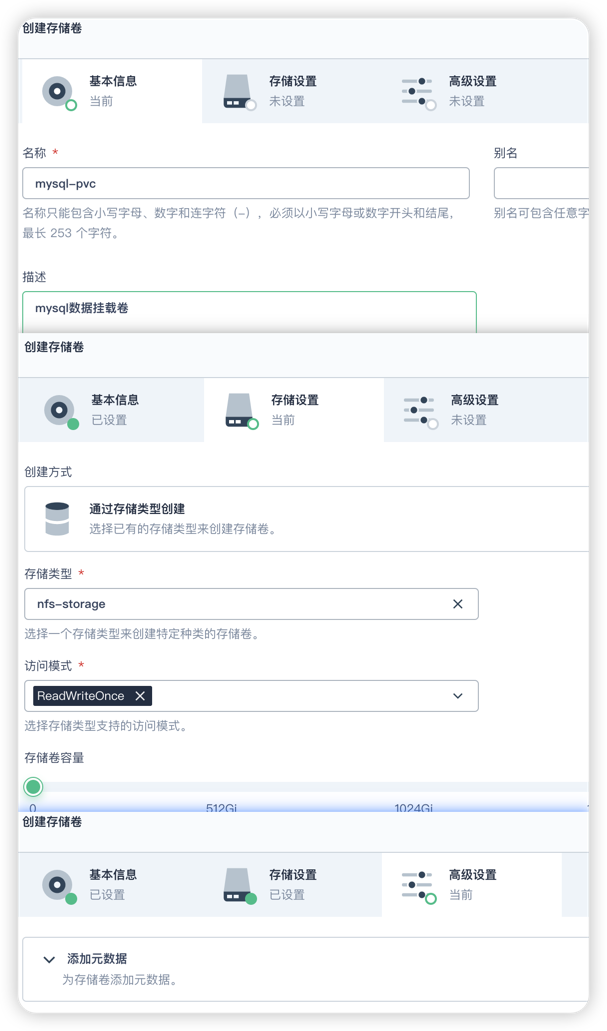 创建存储卷
基本信息
当前
存储设置
未设置
高级设置
未设置
名称 *
别名
mysql-pvc
名称只能包含小写字母、数字和连字符（-），必须以小写字母或数字开头和结尾，
最长 253 个字符。
别名可包含任意字
描述
mysql数据挂载卷
创建存储卷
基本信息
已设置
存储设置
当前
高级设置
未设置
创建方式
通过存储类型创建
选择已有的存储类型来创建存储卷。
存储类型 *
nfs-storage
选择一个存储类型来创建特定种类的存储卷。
访问模式 *
ReadWriteOnce
选择存储类型支持的访问模式。
存储卷容量
0 512Gi 1024Gi
创建存储卷
基本信息
已设置
存储设置
已设置
高级设置
当前
添加元数据
为存储卷添加元数据。